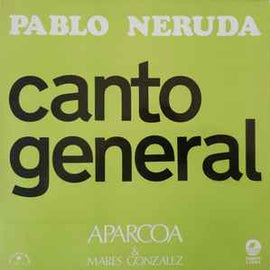 PABLO NERUDA
canto
general
APARCOA
& MARES GONZALEZ